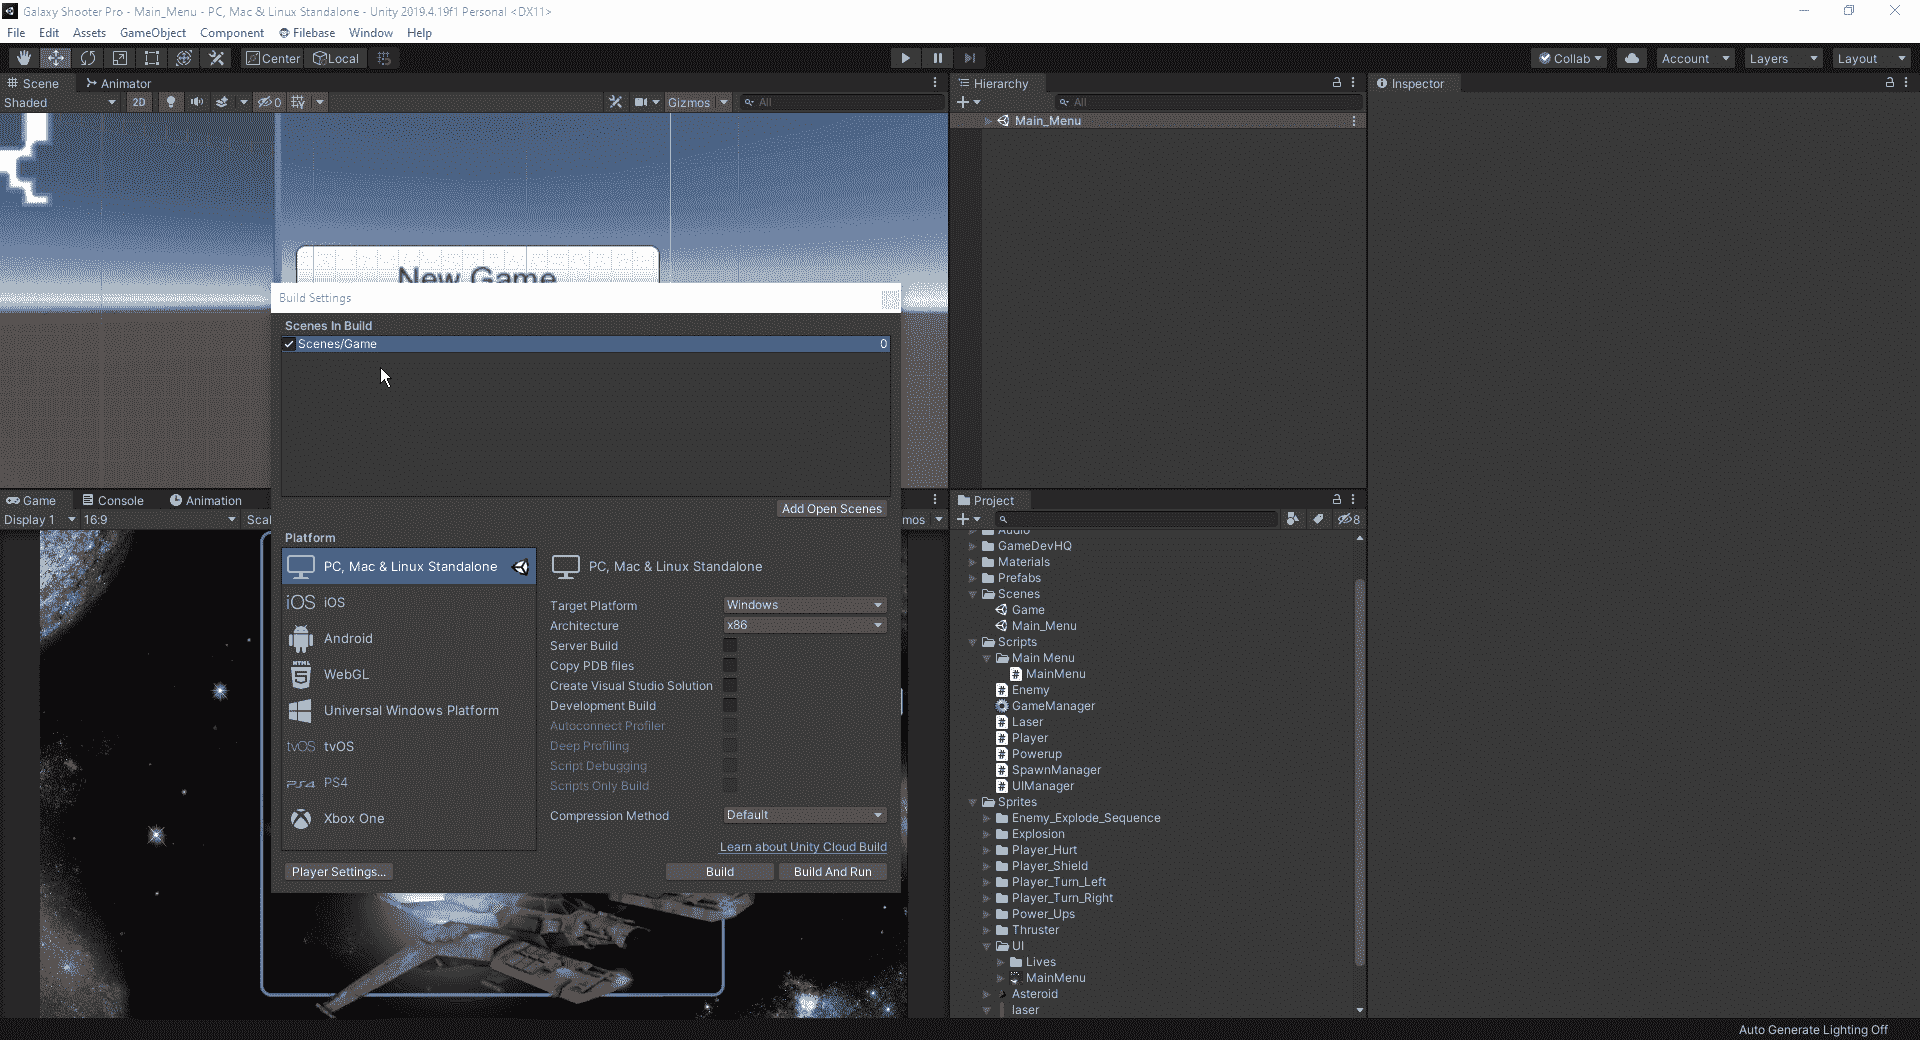 Galaxy Shooter Pro - Main_Menu - PC, Mac & Linux Standalone - Unity 2019.4.19f1 Personal <DX11>
File Edit Assets GameObject Component Filebase Window Help
Center Local Collab Account Layers Layout
Scene Animator
Shaded 2D 0 Gizmos All
New Game
Hierarchy
All
Main_Menu
Inspector
Build Settings
Scenes In Build
Scenes/Game 0
Add Open Scenes
Platform
PC, Mac & Linux Standalone
iOS iOS
Android
HTML 5 WebGL
Universal Windows Platform
tvOS tvOS
PS4 PS4
Xbox One
PC, Mac & Linux Standalone
Target Platform Windows
Architecture x86
Server Build
Copy PDB files
Create Visual Studio Solution
Development Build
Autoconnect Profiler
Deep Profiling
Script Debugging
Scripts Only Build
Compression Method Default
Learn about Unity Cloud Build
Player Settings... Build Build And Run
Game Console Animation
Display 1 16:9 Scal mos
Project
8
Audio
GameDevHQ
Materials
Prefabs
Scenes
Game
Main_Menu
Scripts
Main Menu
MainMenu
Enemy
GameManager
Laser
Player
Powerup
SpawnManager
UIManager
Sprites
Enemy_Explode_Sequence
Explosion
Player_Hurt
Player_Shield
Player_Turn_Left
Player_Turn_Right
Power_Ups
Thruster
UI
Lives
MainMenu
Asteroid
laser
Auto Generate Lighting Off